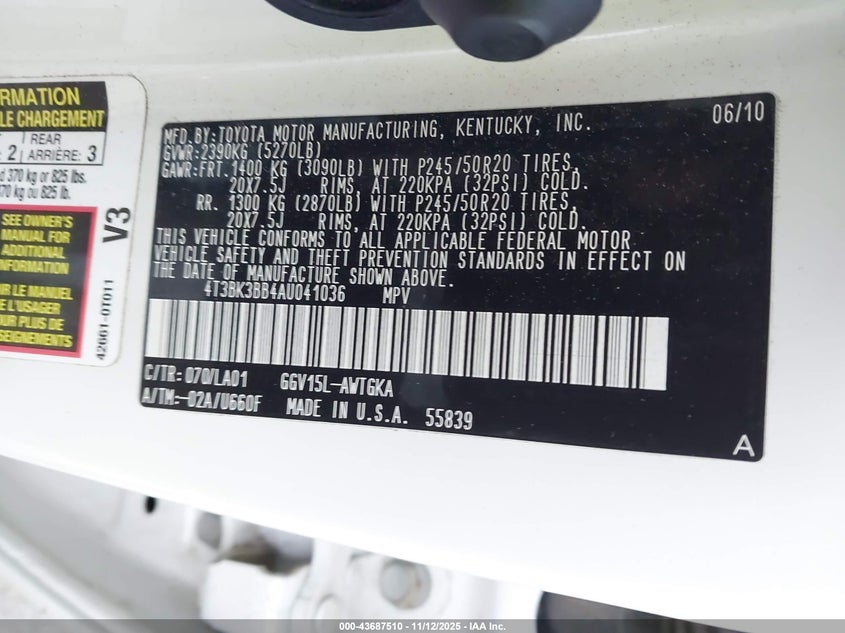 RMATION
LE CHARGEMENT
REAR
2 ARRIÈRE: 3
370 kg or 825 lbs.
70 kg ou 825 lb.
SEE OWNER'S
MANUAL FOR
ADDITIONAL
INFORMATION
LE MANUEL
L'USAGER
PLUS DE
V3
42661-0T011
06/10
MFD. BY: TOYOTA MOTOR MANUFACTURING, KENTUCKY, INC.
GVWR: 2390KG (5270LB)
GAWR: FRT. 1400 KG (3090LB) WITH P245/50R20 TIRES,
20X7.5J RIMS, AT 220KPA (32PSI) COLD.
RR. 1300 KG (2870LB) WITH P245/50R20 TIRES,
20X7.5J RIMS, AT 220KPA (32PSI) COLD.
THIS VEHICLE CONFORMS TO ALL APPLICABLE FEDERAL MOTOR
VEHICLE SAFETY AND THEFT PREVENTION STANDARDS IN EFFECT ON
THE DATE OF MANUFACTURE SHOWN ABOVE.
4T3BK3BB4AU041036 MPV
C/TR: 070/LA01 GGV15L-AWTGKA
A/TM: -02A/U660F MADE IN U.S.A. 55839
A
000-43687510 - 11/12/2025 - IAA Inc.